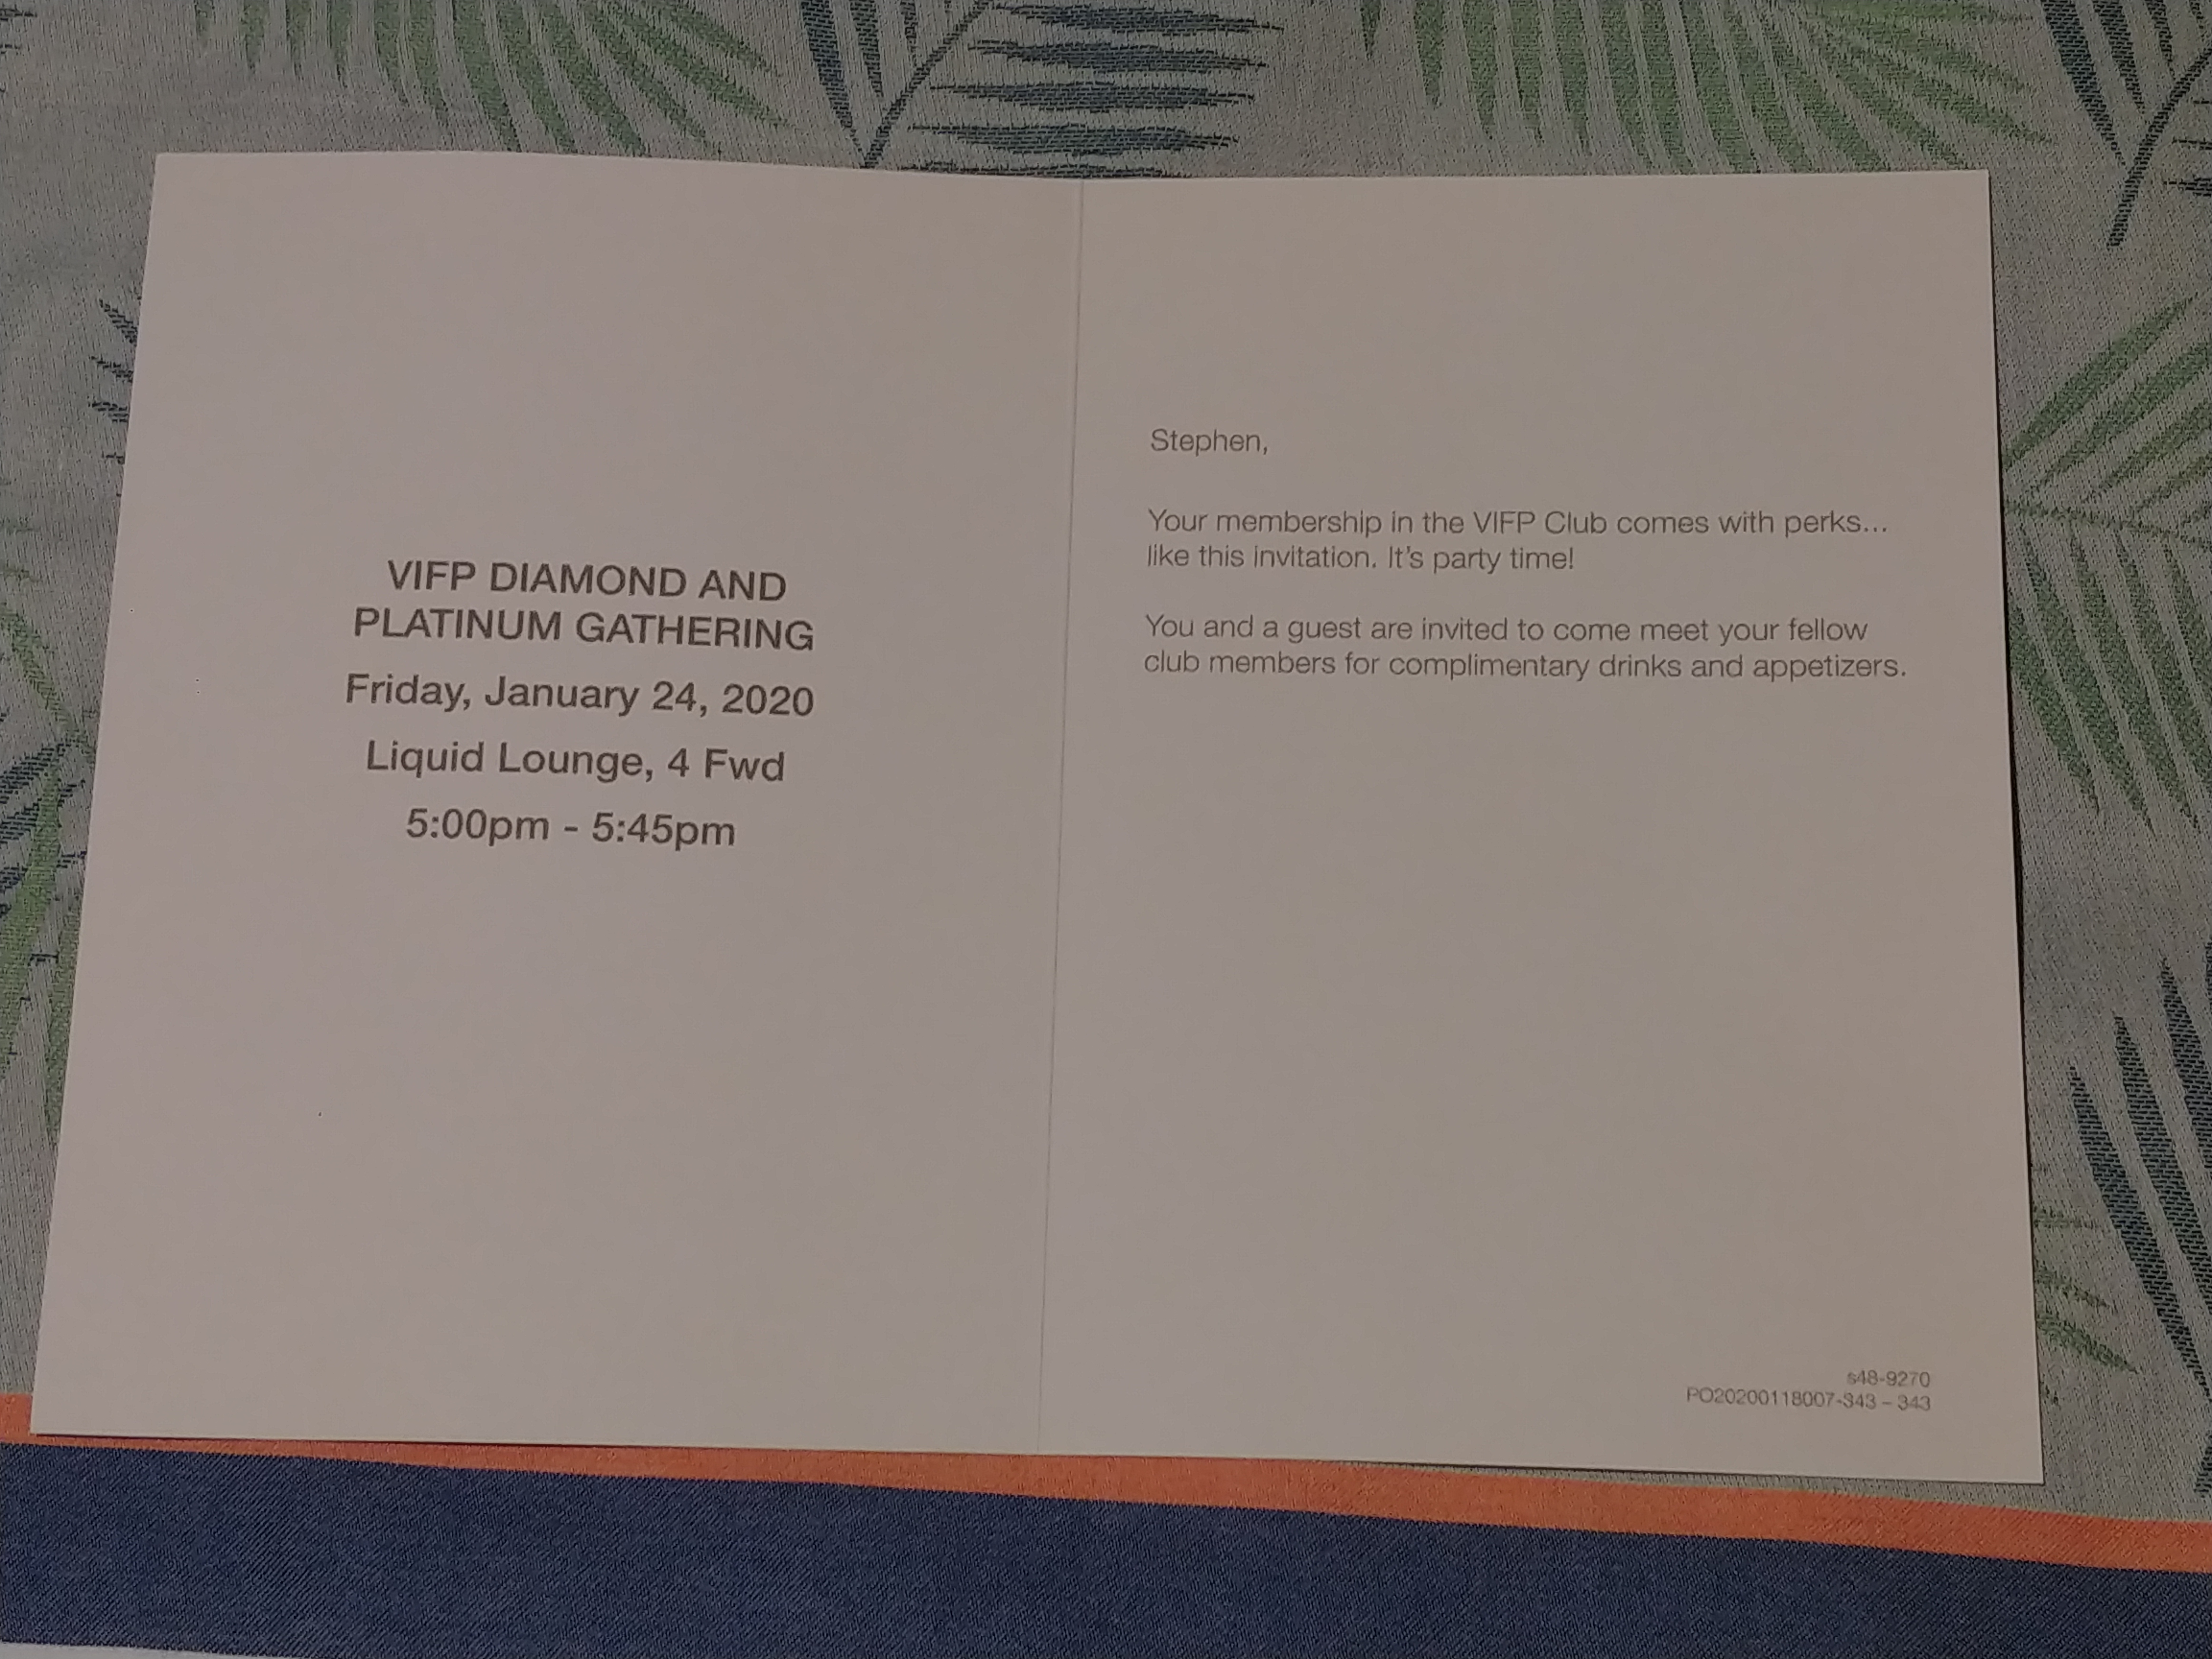 VIFP DIAMOND AND
PLATINUM GATHERING
Friday, January 24, 2020
Liquid Lounge, 4 Fwd
5:00pm - 5:45pm
Stephen,
Your membership in the VIFP Club comes with perks...
like this invitation. It's party time!
You and a guest are invited to come meet your fellow
club members for complimentary drinks and appetizers.
s48-9270
PO20200118007-343 – 343